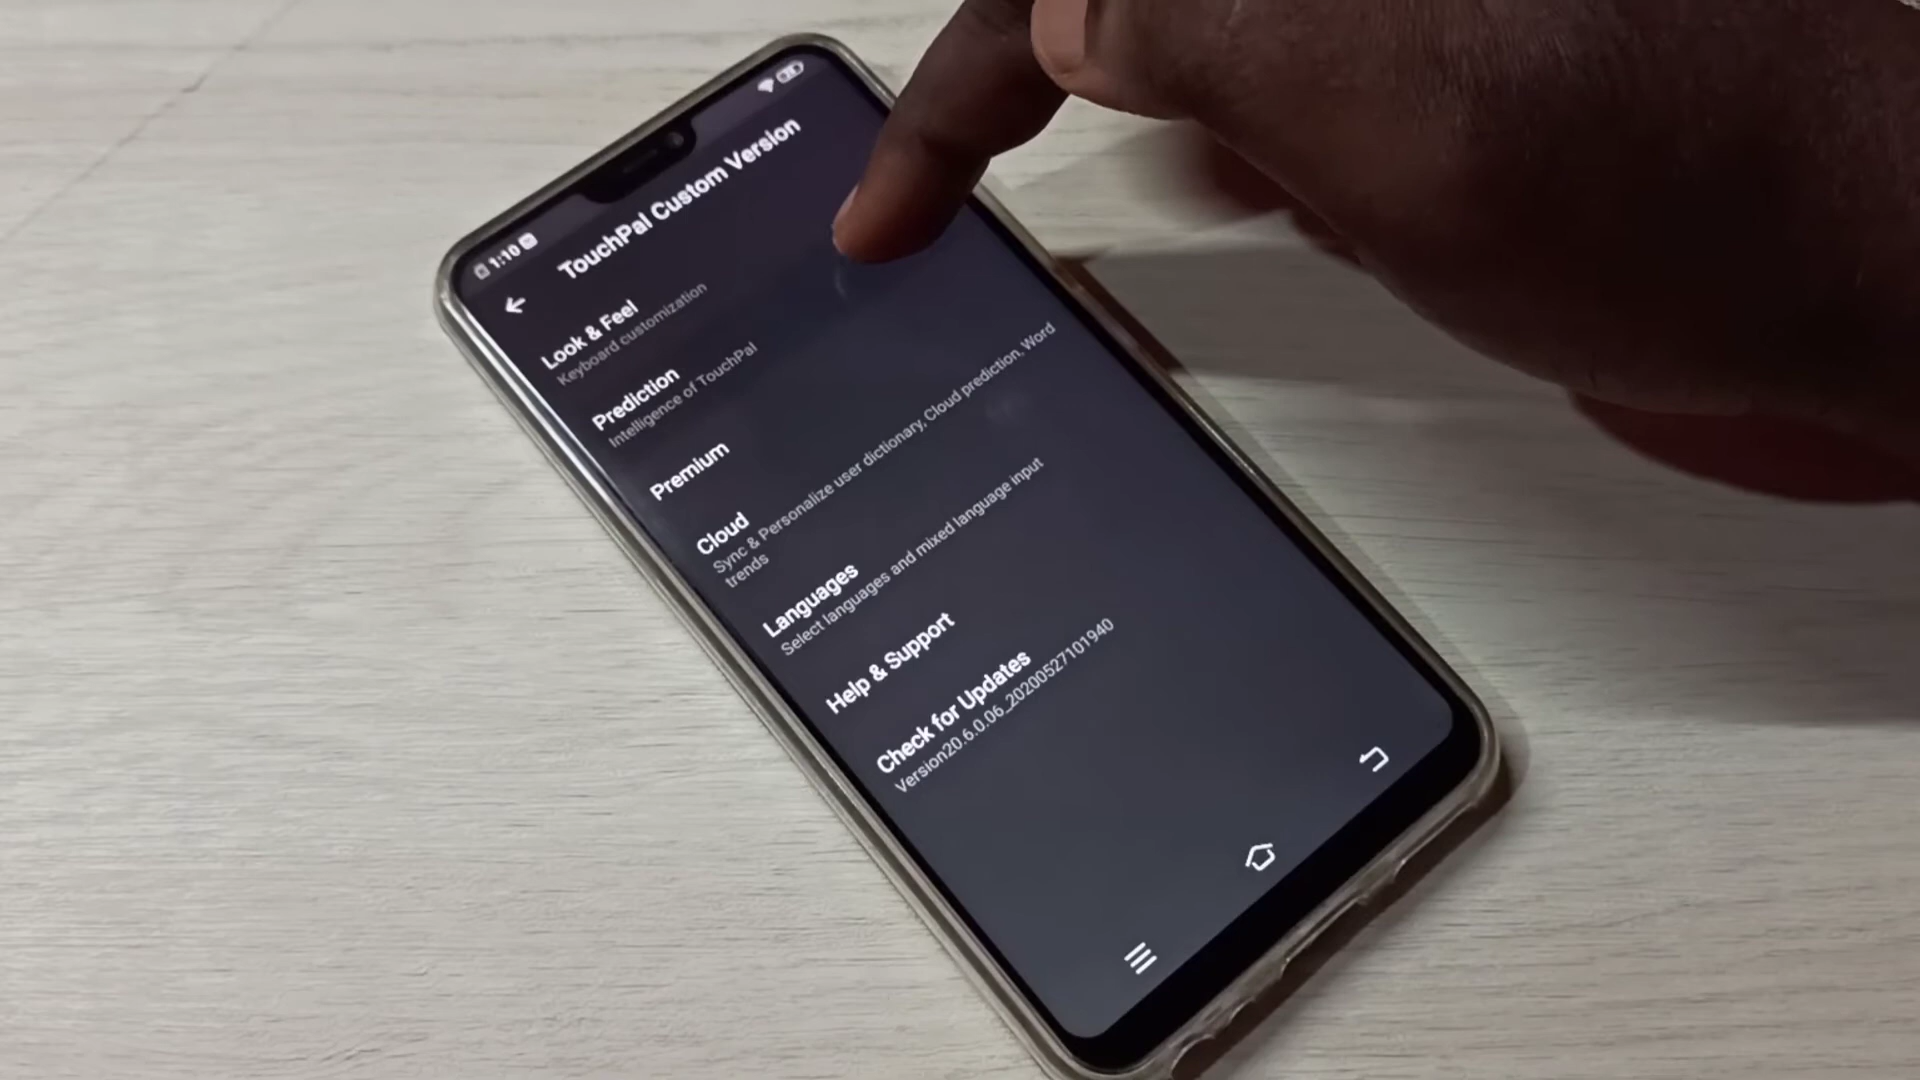 1:10
TouchPal Custom Version
Look & Feel
Keyboard customization
Prediction
Intelligence of TouchPal
Premium
Cloud
Sync & Personalize user dictionary, Cloud prediction, Word
trends
Languages
Select languages and mixed language input
Help & Support
Check for Updates
Version20.6.0.06_20200527101940